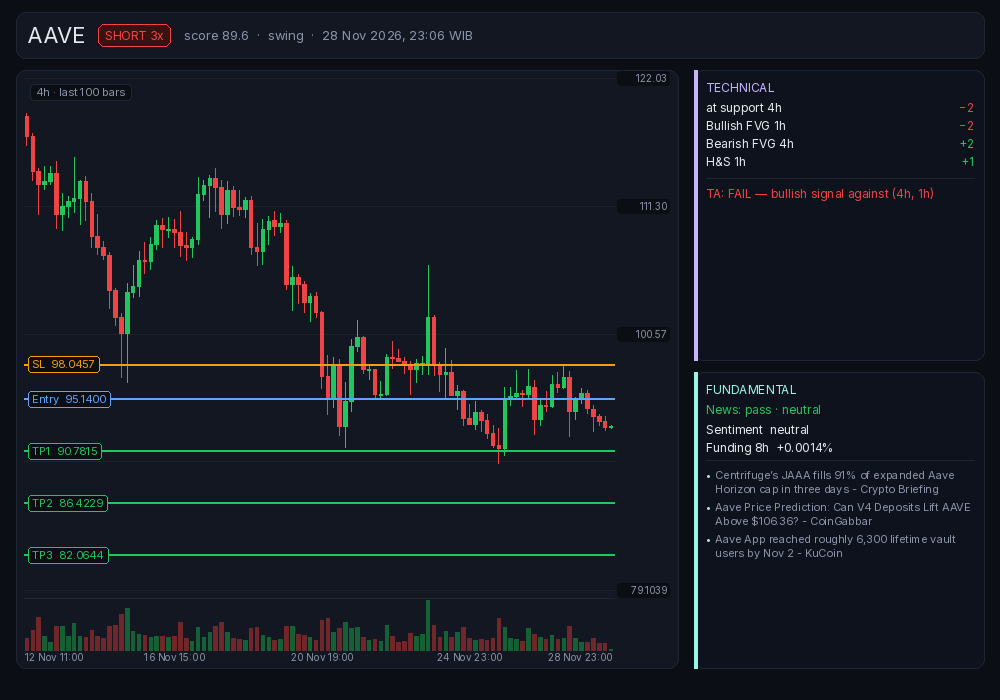 AAVE SHORT 3x score 89.6 · swing · 28 Nov 2026, 23:06 WIB
4h · last 100 bars
122.03
111.30
100.57
SL 98.0457
Entry 95.1400
TP1 90.7815
TP2 86.4229
TP3 82.0644
79.1039
12 Nov 11:00 16 Nov 15:00 20 Nov 19:00 24 Nov 23:00 28 Nov 23:00
TECHNICAL
at support 4h −2
Bullish FVG 1h −2
Bearish FVG 4h +2
H&S 1h +1
TA: FAIL — bullish signal against (4h, 1h)
FUNDAMENTAL
News: pass · neutral
Sentiment neutral
Funding 8h +0.0014%
• Centrifuge's JAAA fills 91% of expanded Aave
Horizon cap in three days - Crypto Briefing
• Aave Price Prediction: Can V4 Deposits Lift AAVE
Above $106.36? - CoinGabbar
• Aave App reached roughly 6,300 lifetime vault
users by Nov 2 - KuCoin